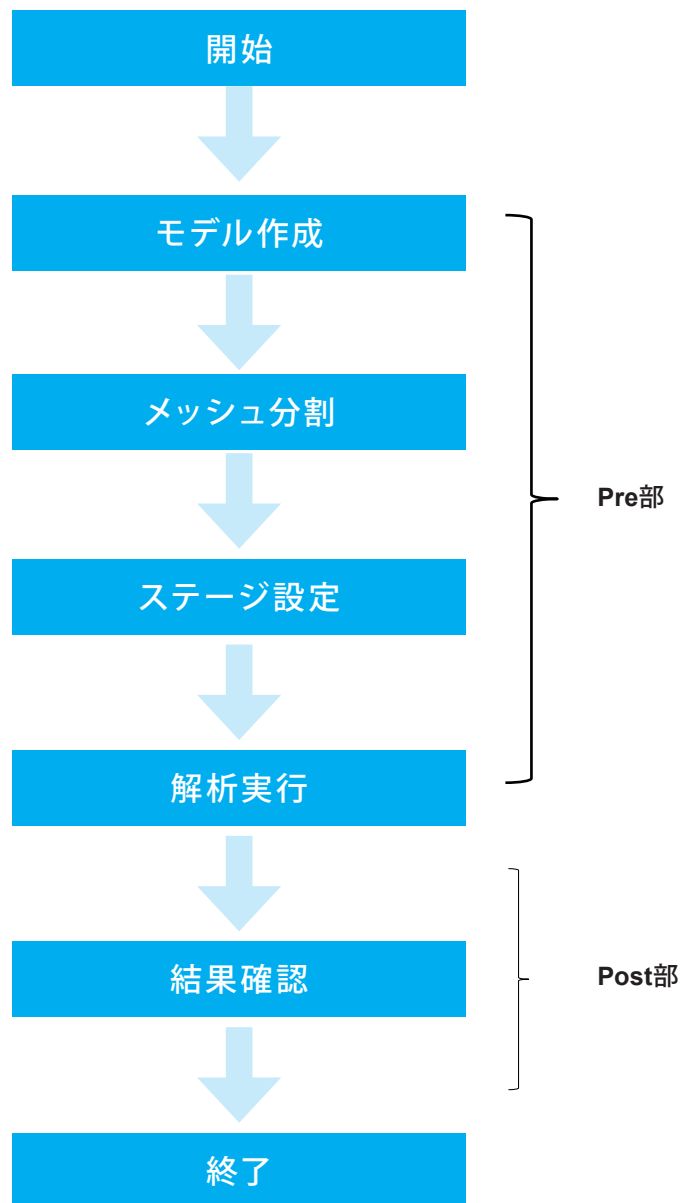 開始
モデル作成
メッシュ分割
Pre部
ステージ設定
解析実行
結果確認
Post部
終了